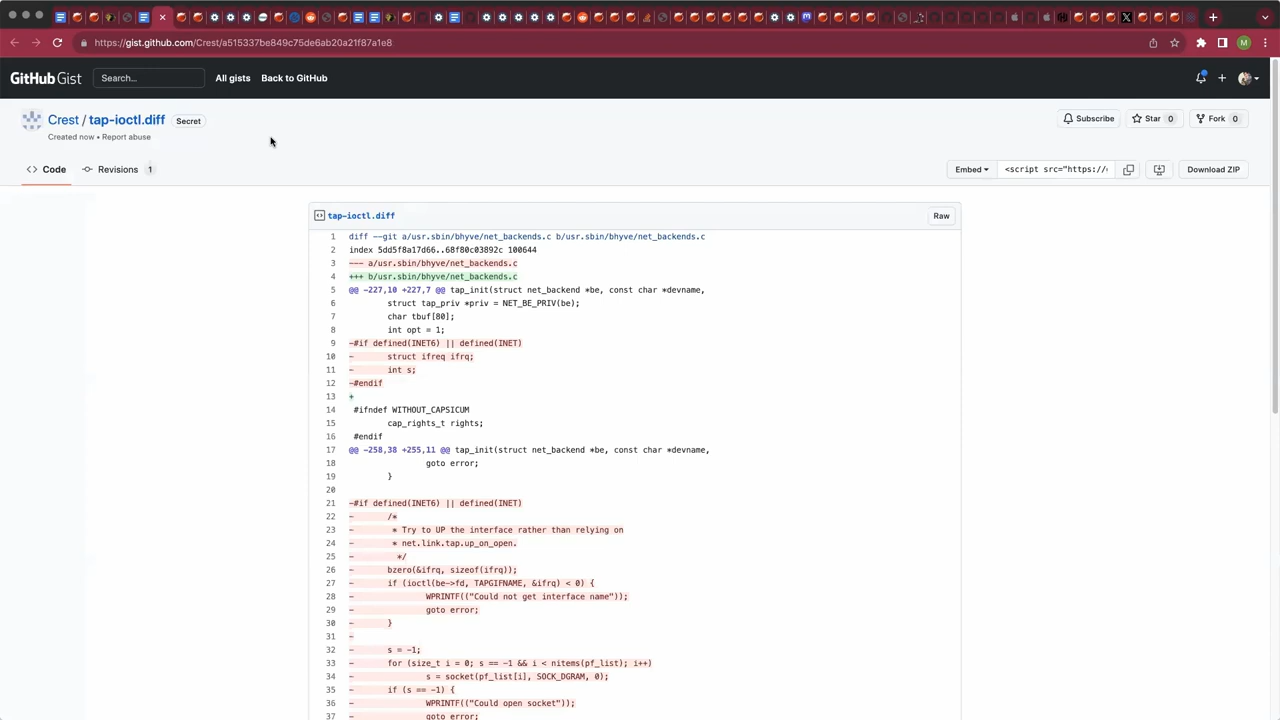 https://gist.github.com/Crest/a515337be849c75de6ab20a21f87a1e8
M
GitHub Gist
Search...
All gists
Back to GitHub
Crest / tap-ioctl.diff
Secret
Created now • Report abuse
Subscribe
Star 0
Fork 0
<> Code
Revisions 1
Embed
<script src="https://
Download ZIP
tap-ioctl.diff
Raw
1 diff --git a/usr.sbin/bhyve/net_backends.c b/usr.sbin/bhyve/net_backends.c
2 index 5dd5f8a17d66..68f80c03892c 100644
3 --- a/usr.sbin/bhyve/net_backends.c
4 +++ b/usr.sbin/bhyve/net_backends.c
5 @@ -227,10 +227,7 @@ tap_init(struct net_backend *be, const char *devname,
6 struct tap_priv *priv = NET_BE_PRIV(be);
7 char tbuf[80];
8 int opt = 1;
9 -#if defined(INET6) || defined(INET)
10 - struct ifreq ifrq;
11 - int s;
12 -#endif
13 +
14 #ifndef WITHOUT_CAPSICUM
15 cap_rights_t rights;
16 #endif
17 @@ -258,38 +255,11 @@ tap_init(struct net_backend *be, const char *devname,
18 goto error;
19 }
20
21 -#if defined(INET6) || defined(INET)
22 - /*
23 - * Try to UP the interface rather than relying on
24 - * net.link.tap.up_on_open.
25 - */
26 - bzero(&ifrq, sizeof(ifrq));
27 - if (ioctl(be->fd, TAPGIFNAME, &ifrq) < 0) {
28 - WPRINTF(("Could not get interface name"));
29 - goto error;
30 - }
31 -
32 - s = -1;
33 - for (size_t i = 0; s == -1 && i < nitems(pf_list); i++)
34 - s = socket(pf_list[i], SOCK_DGRAM, 0);
35 - if (s == -1) {
36 - WPRINTF(("Could open socket"));
37 - goto error;